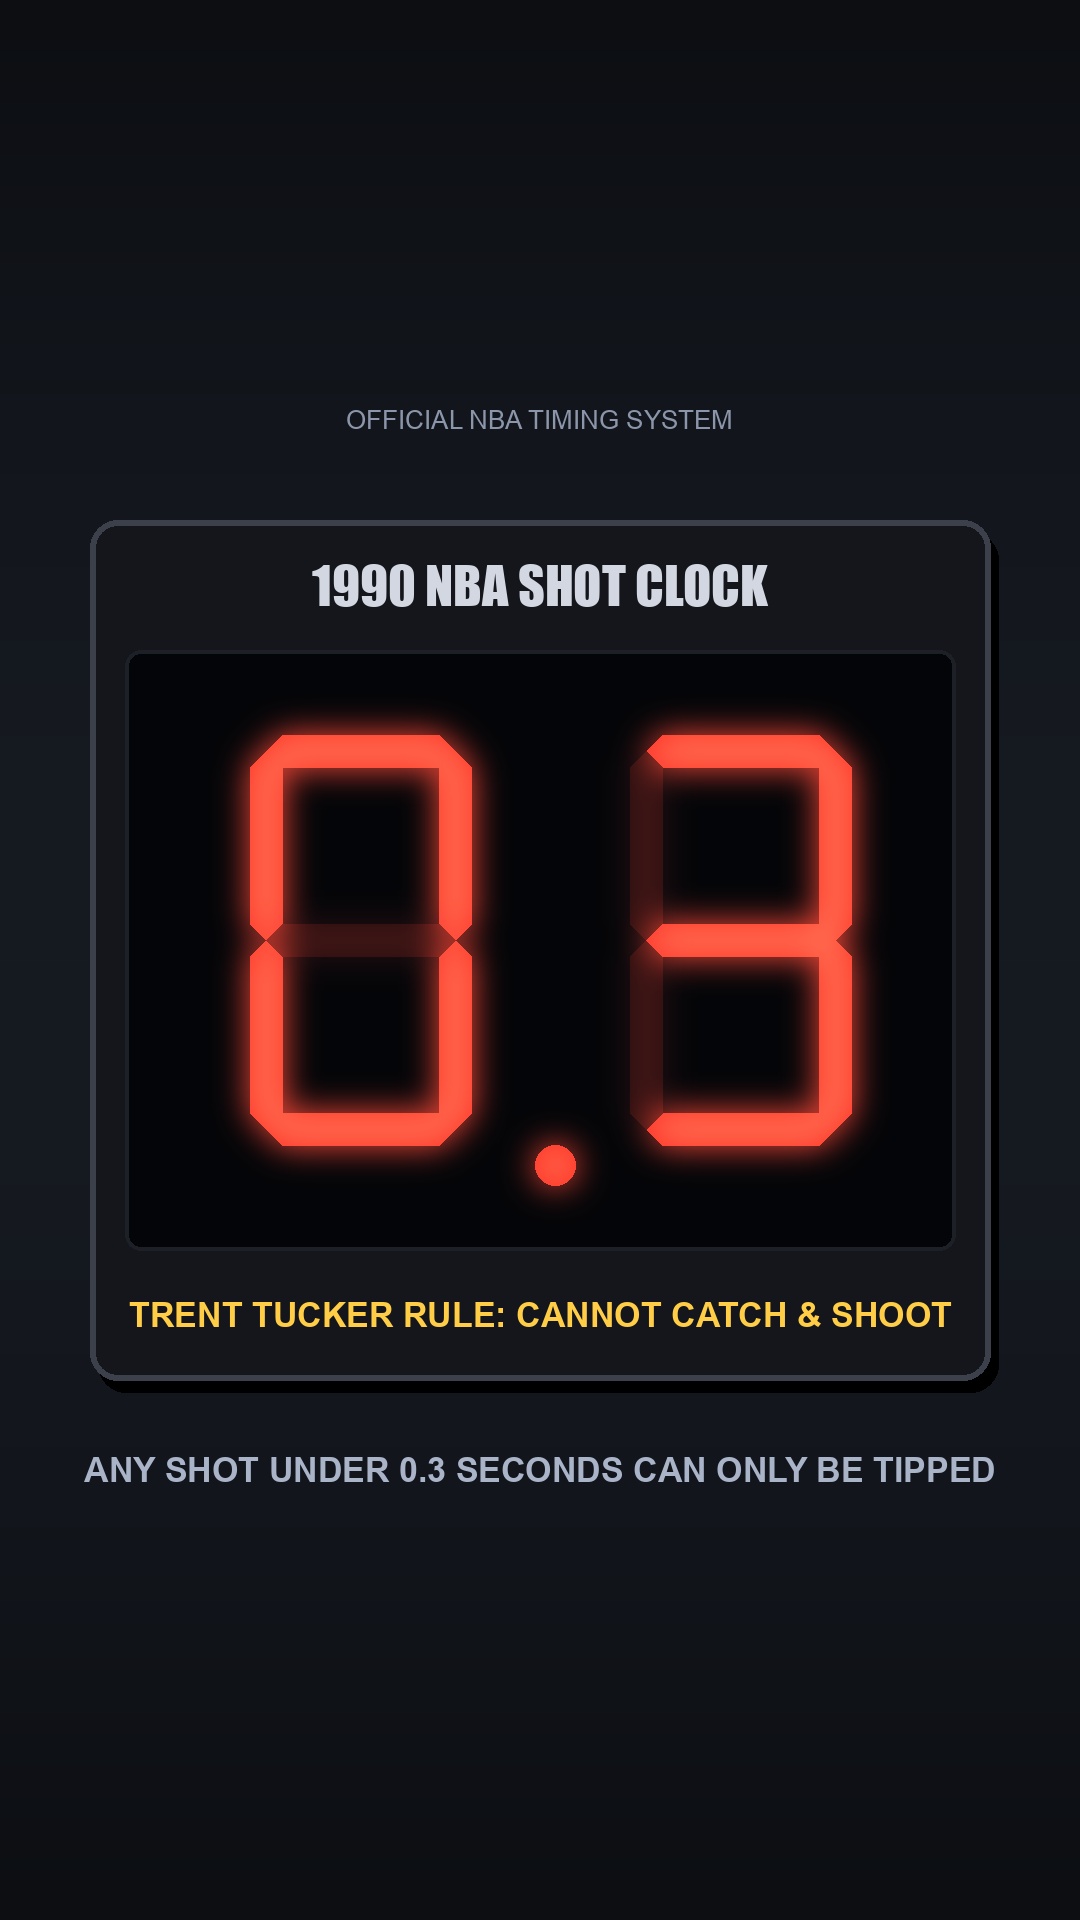 OFFICIAL NBA TIMING SYSTEM
1990 NBA SHOT CLOCK
0.3
TRENT TUCKER RULE: CANNOT CATCH & SHOOT
ANY SHOT UNDER 0.3 SECONDS CAN ONLY BE TIPPED